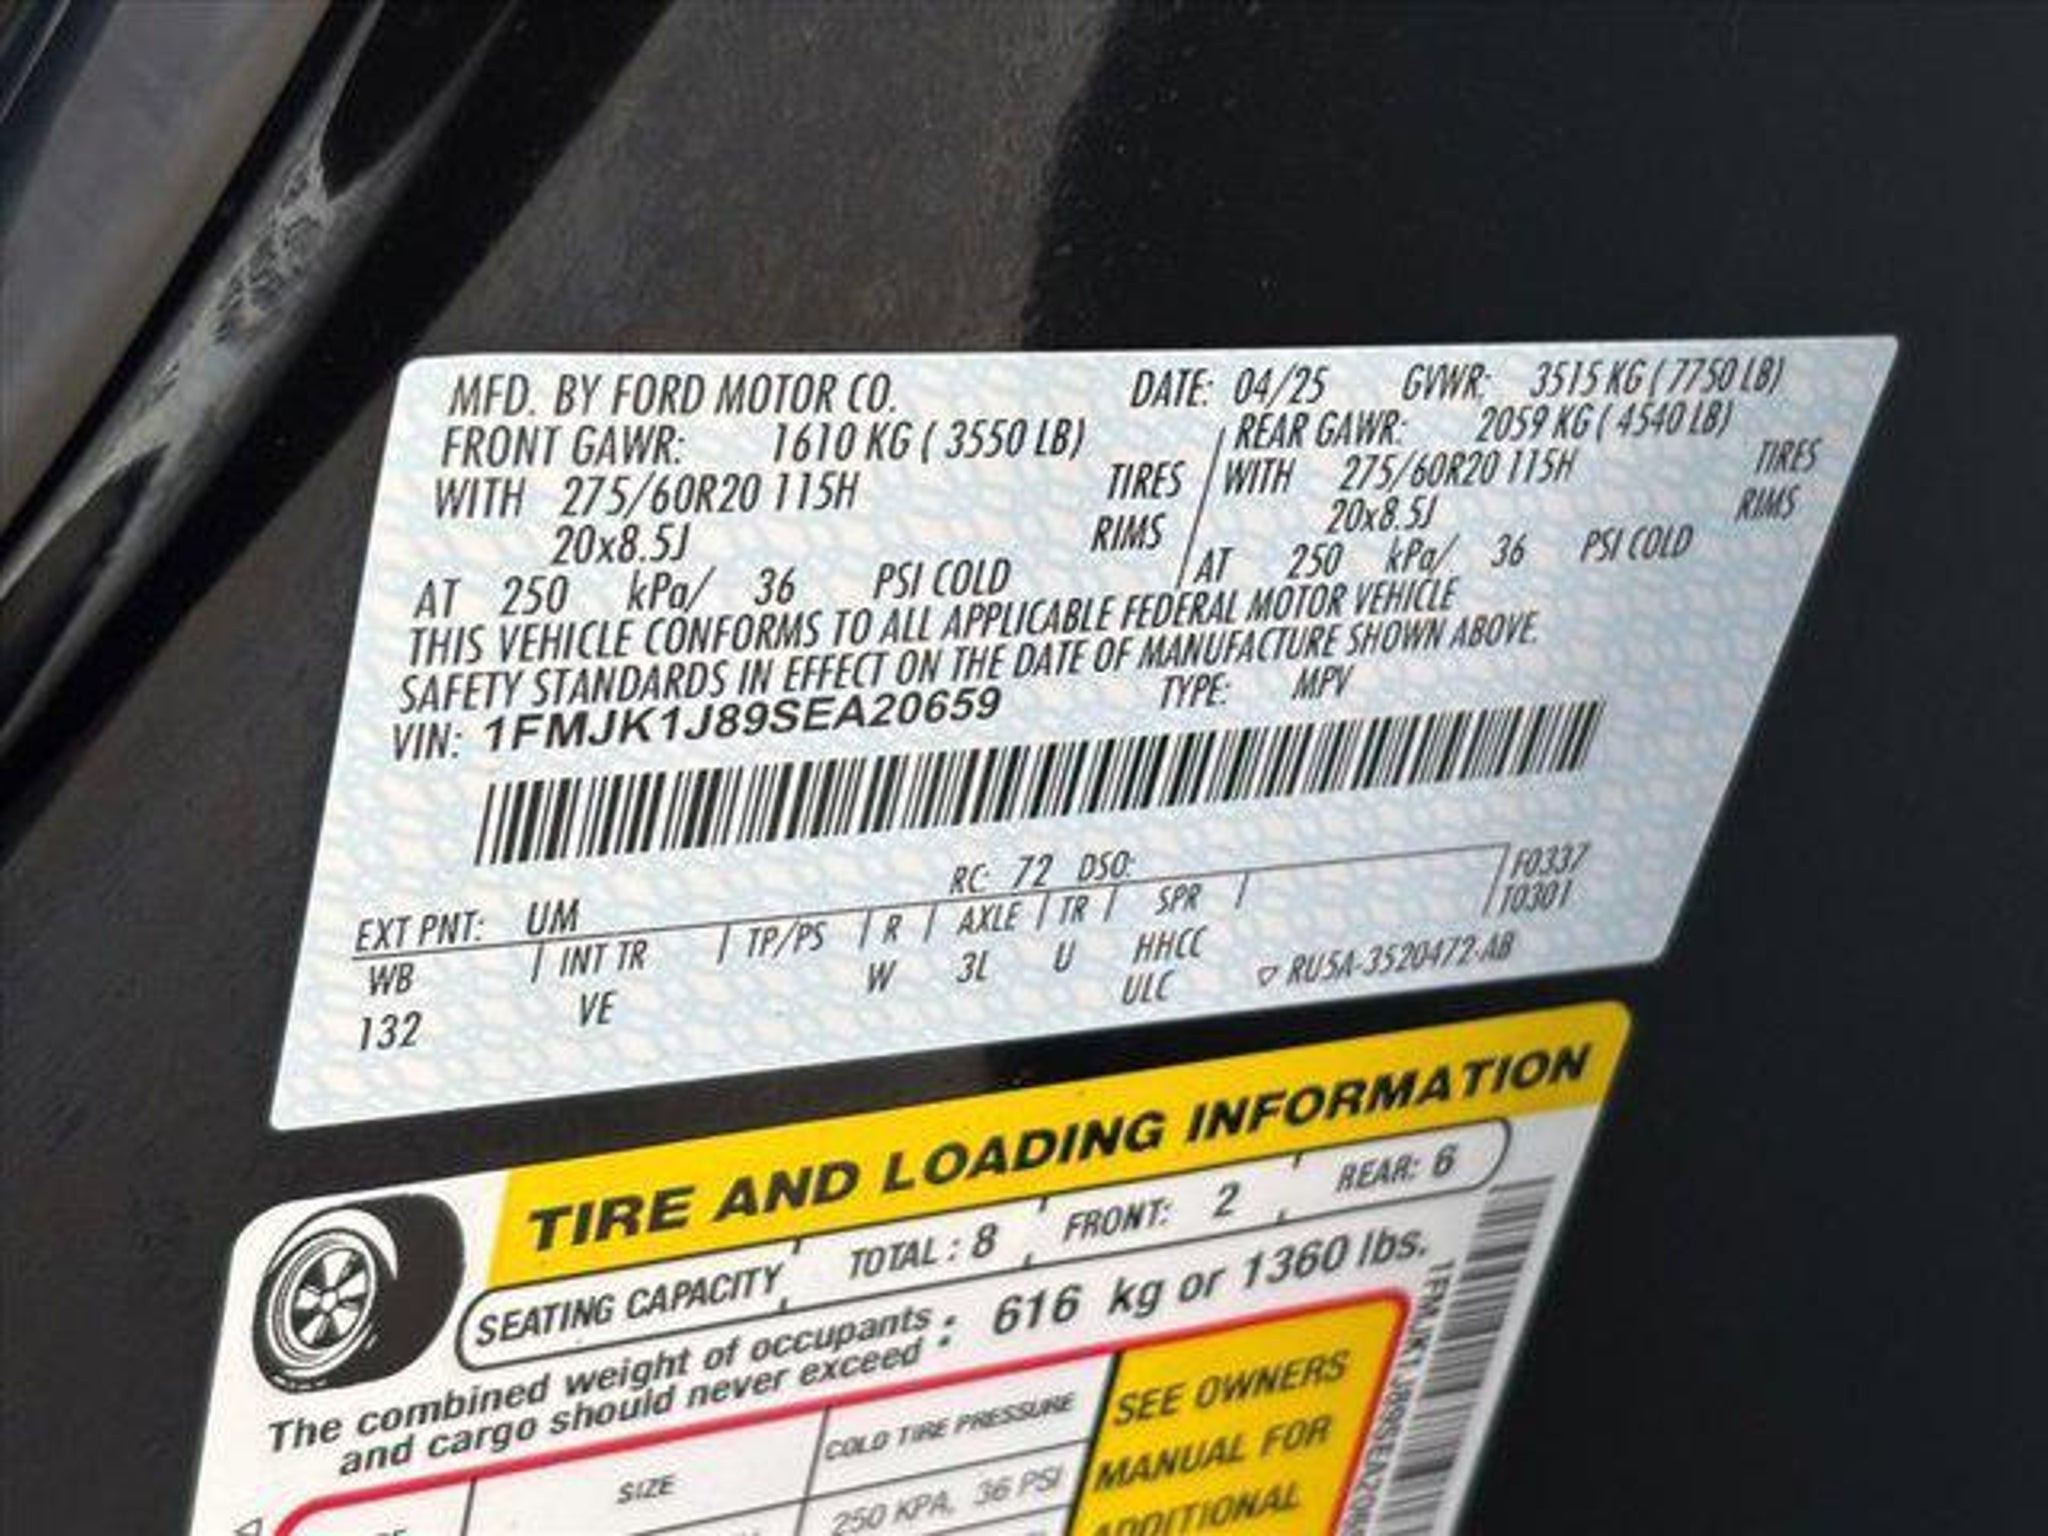 MFD. BY FORD MOTOR CO. DATE: 04/25 GVWR: 3515 KG ( 7750 LB)
FRONT GAWR: 1610 KG ( 3550 LB) REAR GAWR: 2059 KG ( 4540 LB)
WITH 275/60R20 115H TIRES WITH 275/60R20 115H TIRES
20x8.5J RIMS 20x8.5J RIMS
AT 250 kPa/ 36 PSI COLD AT 250 kPa/ 36 PSI COLD
THIS VEHICLE CONFORMS TO ALL APPLICABLE FEDERAL MOTOR VEHICLE
SAFETY STANDARDS IN EFFECT ON THE DATE OF MANUFACTURE SHOWN ABOVE.
VIN: 1FMJK1J89SEA20659 TYPE: MPV
EXT PNT: UM RC: 72 DSO: F0337
WB INT TR TP/PS R AXLE TR SPR T0301
132 VE W 3L U HHCC
ULC RU5A-3520472-AB
TIRE AND LOADING INFORMATION
SEATING CAPACITY TOTAL : 8 FRONT: 2 REAR: 6
The combined weight of occupants
and cargo should never exceed : 616 kg or 1360 lbs.
SIZE COLD TIRE PRESSURE
250 KPA, 36 PSI
SEE OWNERS
MANUAL FOR
ADDITIONAL